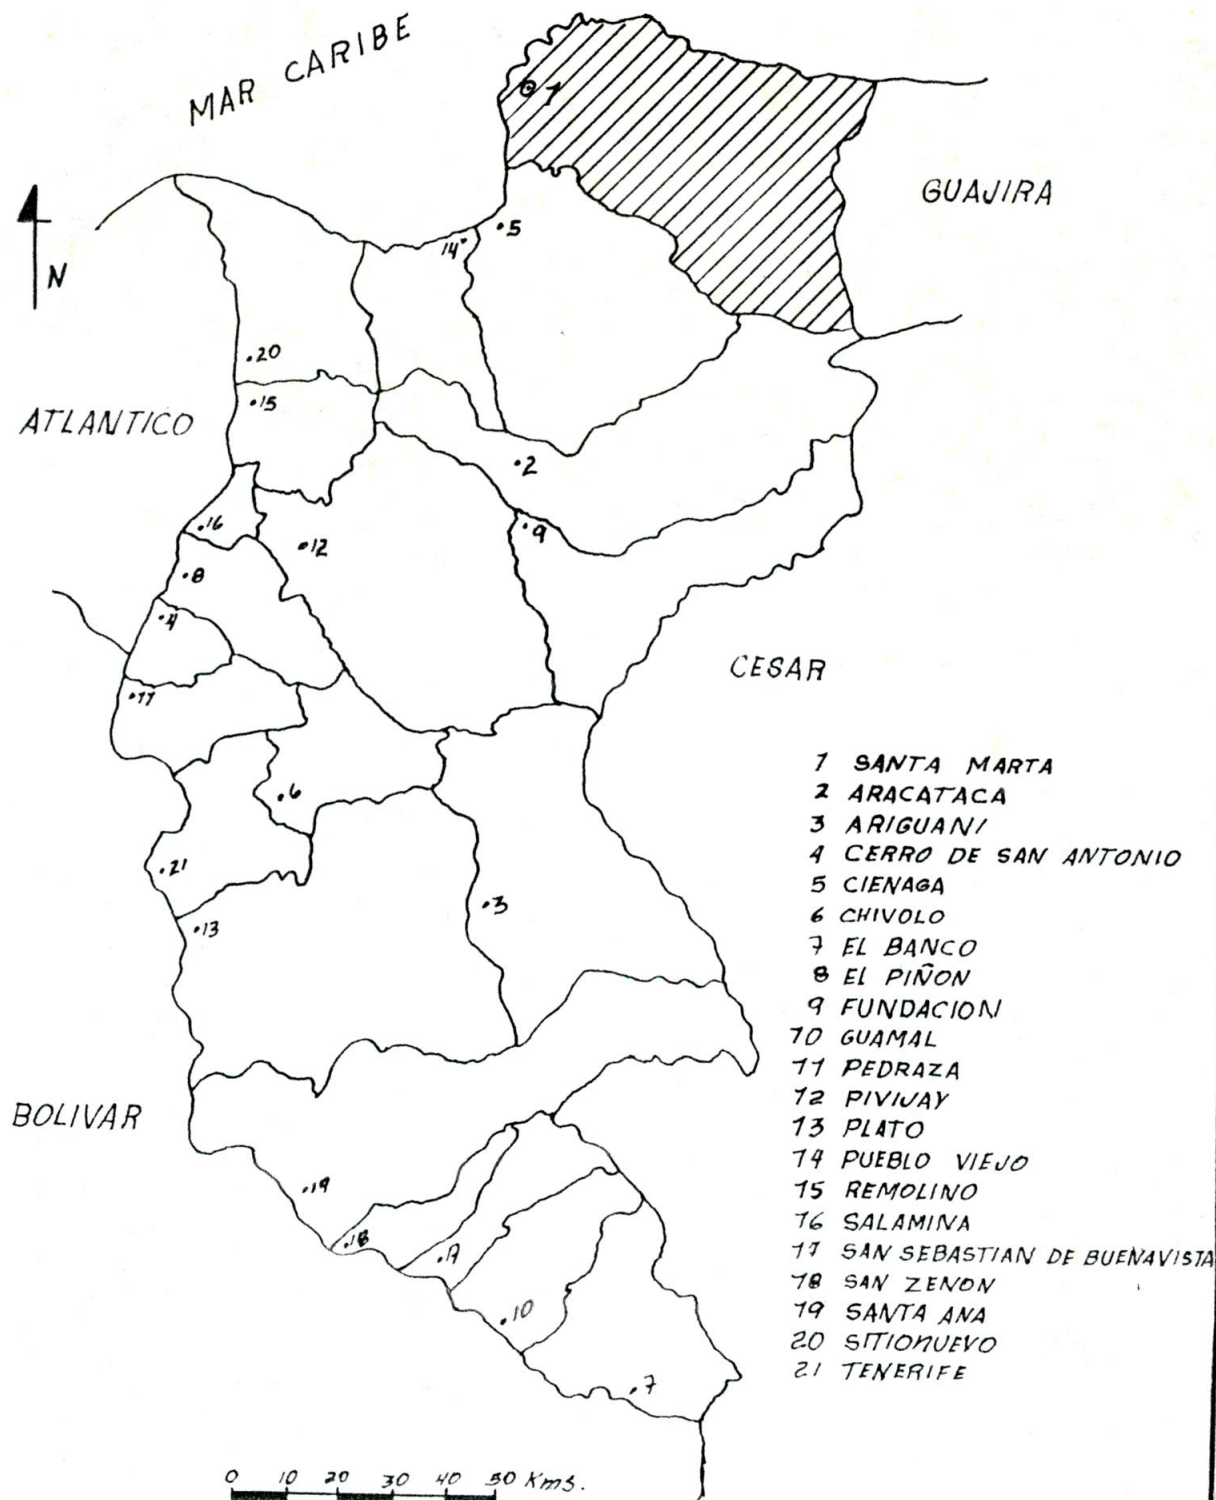 MAR CARIBE
1
GUAJIRA
5
14
N
20
15
ATLANTICO
2
16
9
12
8
4
CESAR
11
6
21
3
13
BOLIVAR
19
18
17
10
7
1 SANTA MARTA
2 ARACATACA
3 ARIGUANI
4 CERRO DE SAN ANTONIO
5 CIENAGA
6 CHIVOLO
7 EL BANCO
8 EL PIÑON
9 FUNDACION
10 GUAMAL
11 PEDRAZA
12 PIVIJAY
13 PLATO
14 PUEBLO VIEJO
15 REMOLINO
16 SALAMINA
17 SAN SEBASTIAN DE BUENAVISTA
18 SAN ZENON
19 SANTA ANA
20 SITIONUEVO
21 TENERIFE
0 10 20 30 40 50 Kms.